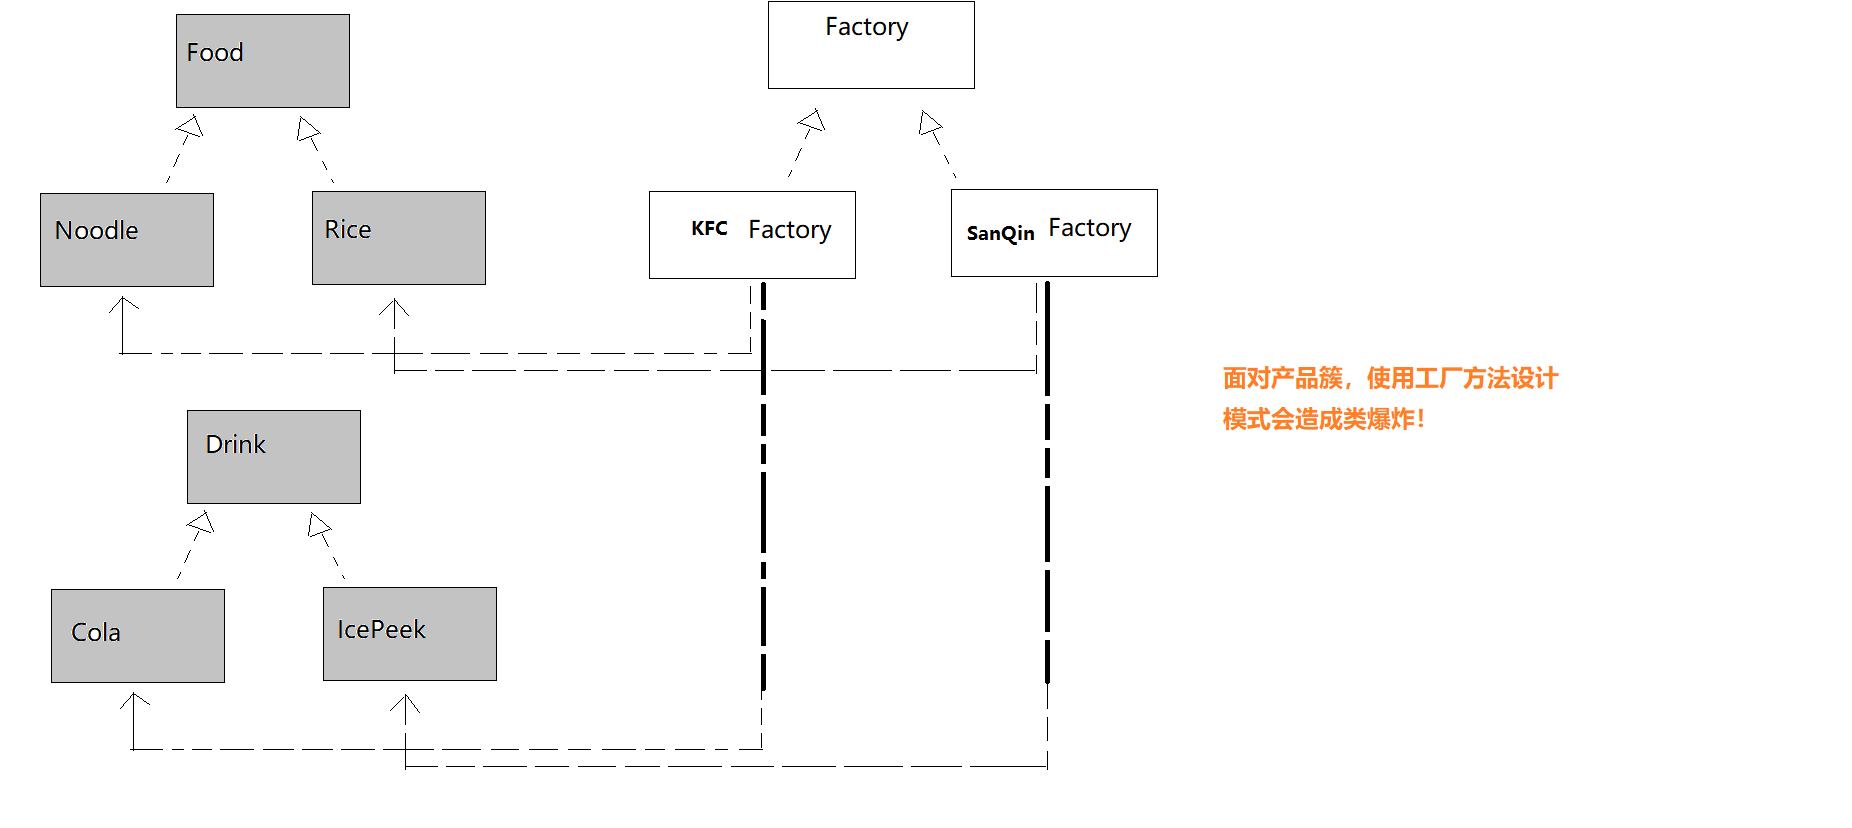 Food
Factory
Noodle
Rice
KFC Factory
SanQin Factory
面对产品簇，使用工厂方法设计
模式会造成类爆炸！
Drink
Cola
IcePeek